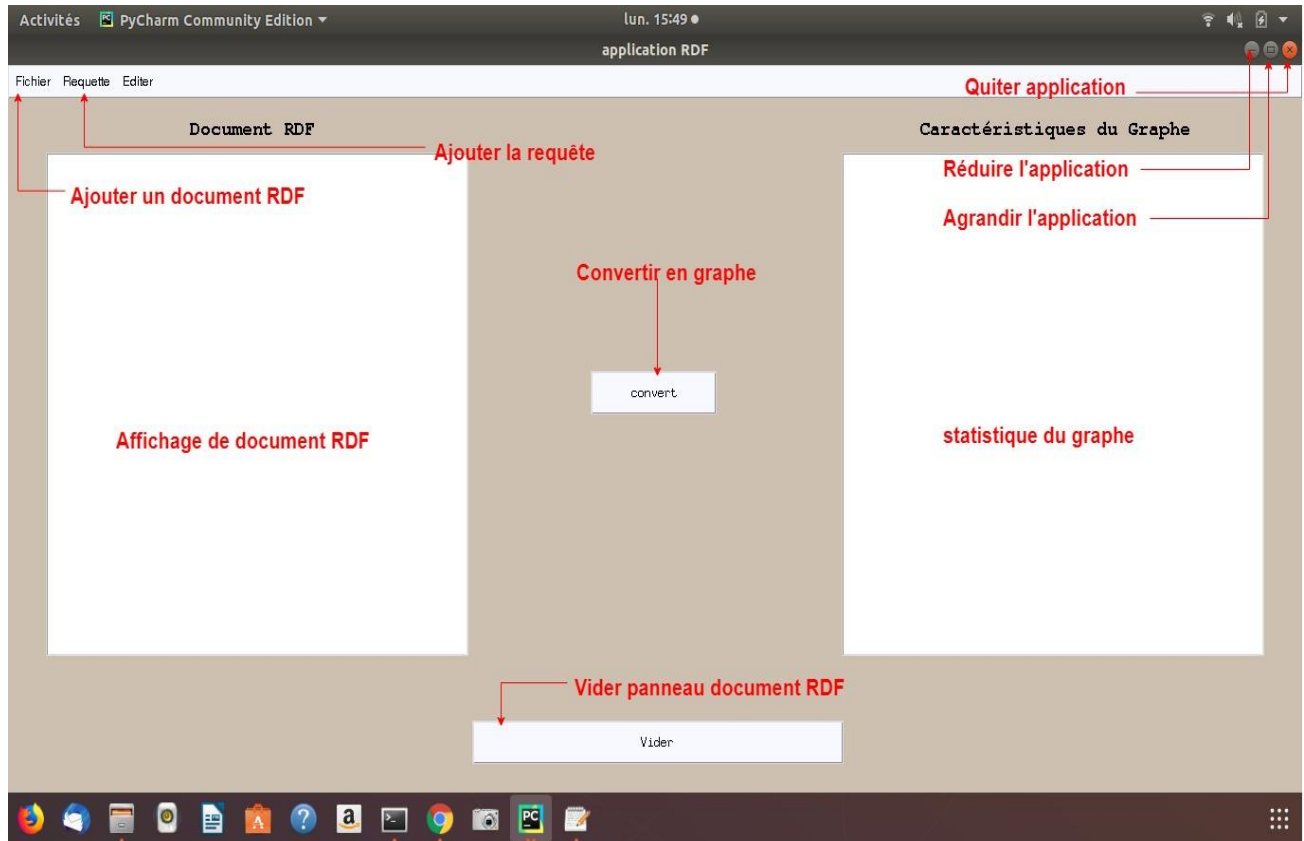 Activités PyCharm Community Edition lun. 15:49
application RDF
Fichier Requette Editer
Quiter application
Document RDF
Caractéristiques du Graphe
Ajouter la requête
Réduire l'application
Ajouter un document RDF
Agrandir l'application
Convertir en graphe
convert
Affichage de document RDF
statistique du graphe
Vider panneau document RDF
Vider